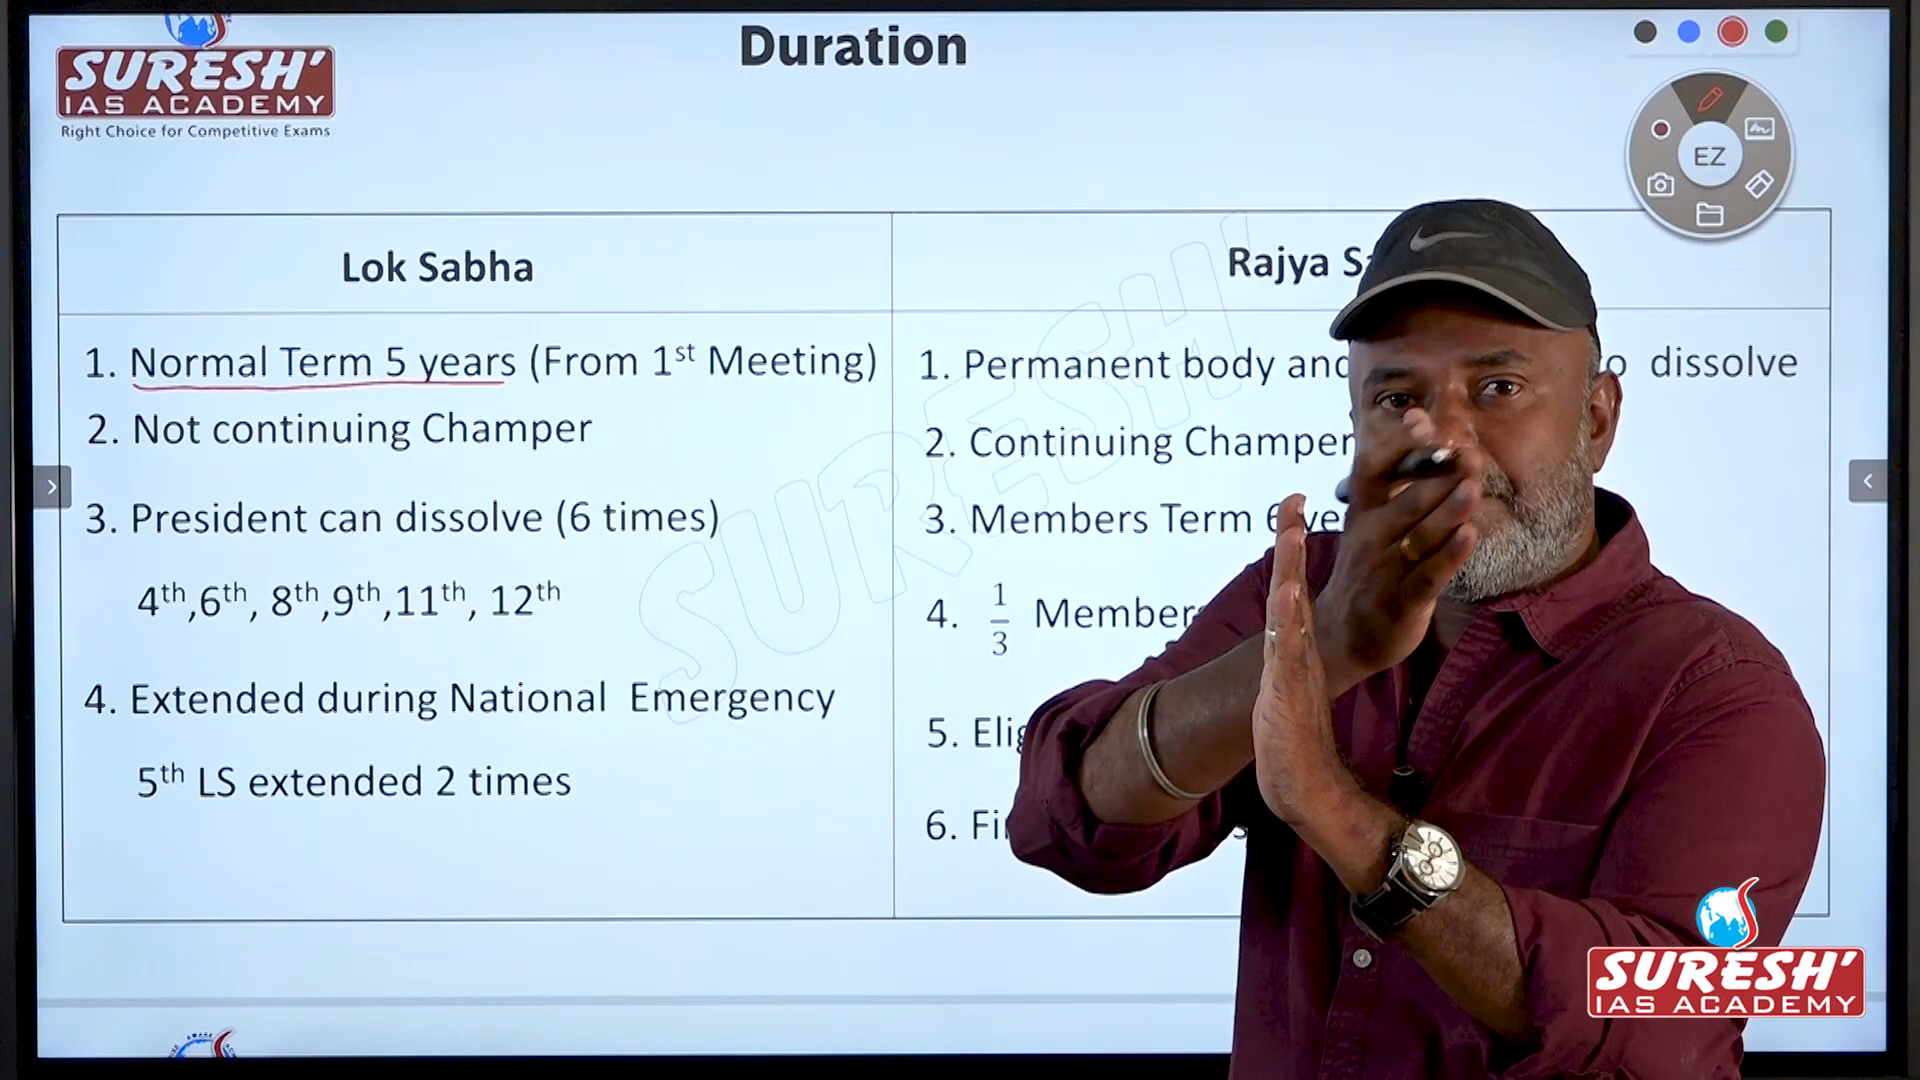 SURESH'
IAS ACADEMY
Right Choice for Competitive Exams
Duration
EZ
Lok Sabha
1. Normal Term 5 years (From 1st Meeting)
2. Not continuing Champer
3. President can dissolve (6 times)
4th,6th, 8th,9th,11th, 12th
4. Extended during National Emergency
5th LS extended 2 times
Rajya
1. Permanent body and dissolve
2. Continuing Champer
3. Members Term 6
4. 1/3 Members
5.
6.
SURESH'
SURESH'
IAS ACADEMY